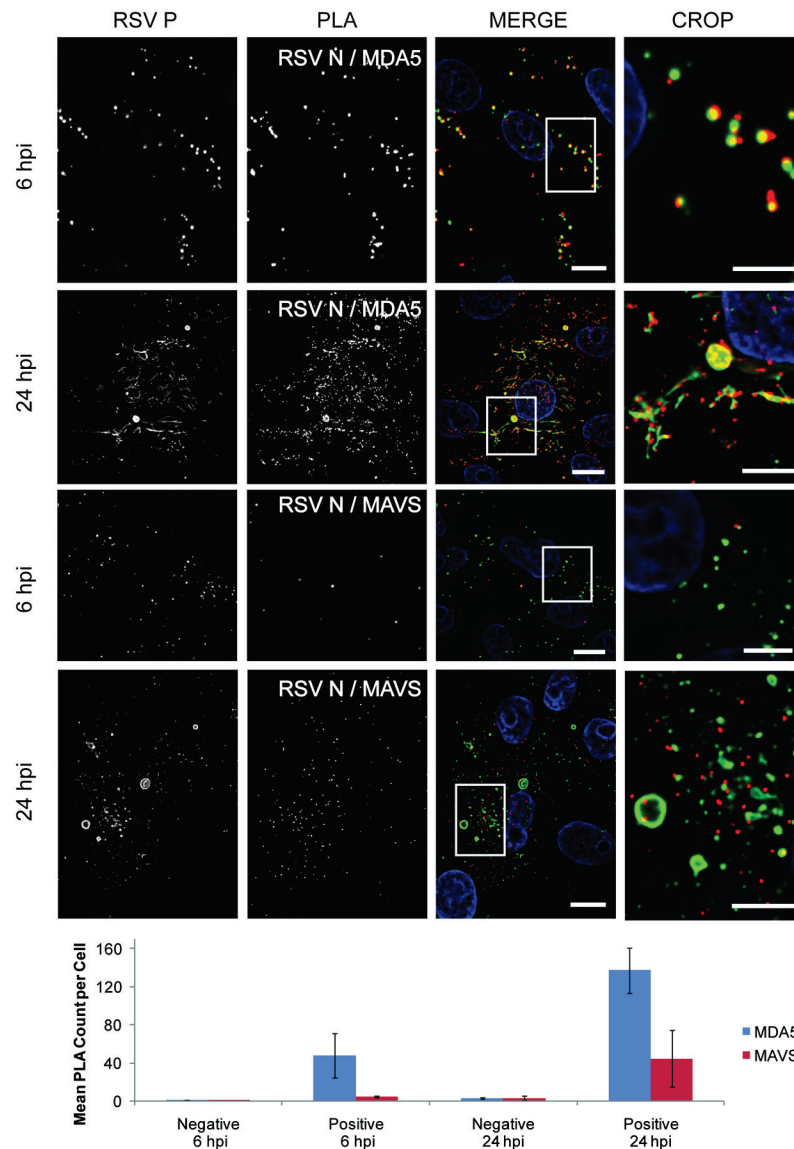 RSV P PLA MERGE CROP
6 hpi
RSV N / MDA5
24 hpi
RSV N / MDA5
6 hpi
RSV N / MAVS
24 hpi
RSV N / MAVS
Mean PLA Count per Cell
160
120
80
40
0
Negative Positive Negative Positive
6 hpi 6 hpi 24 hpi 24 hpi
MDA5
MAVS